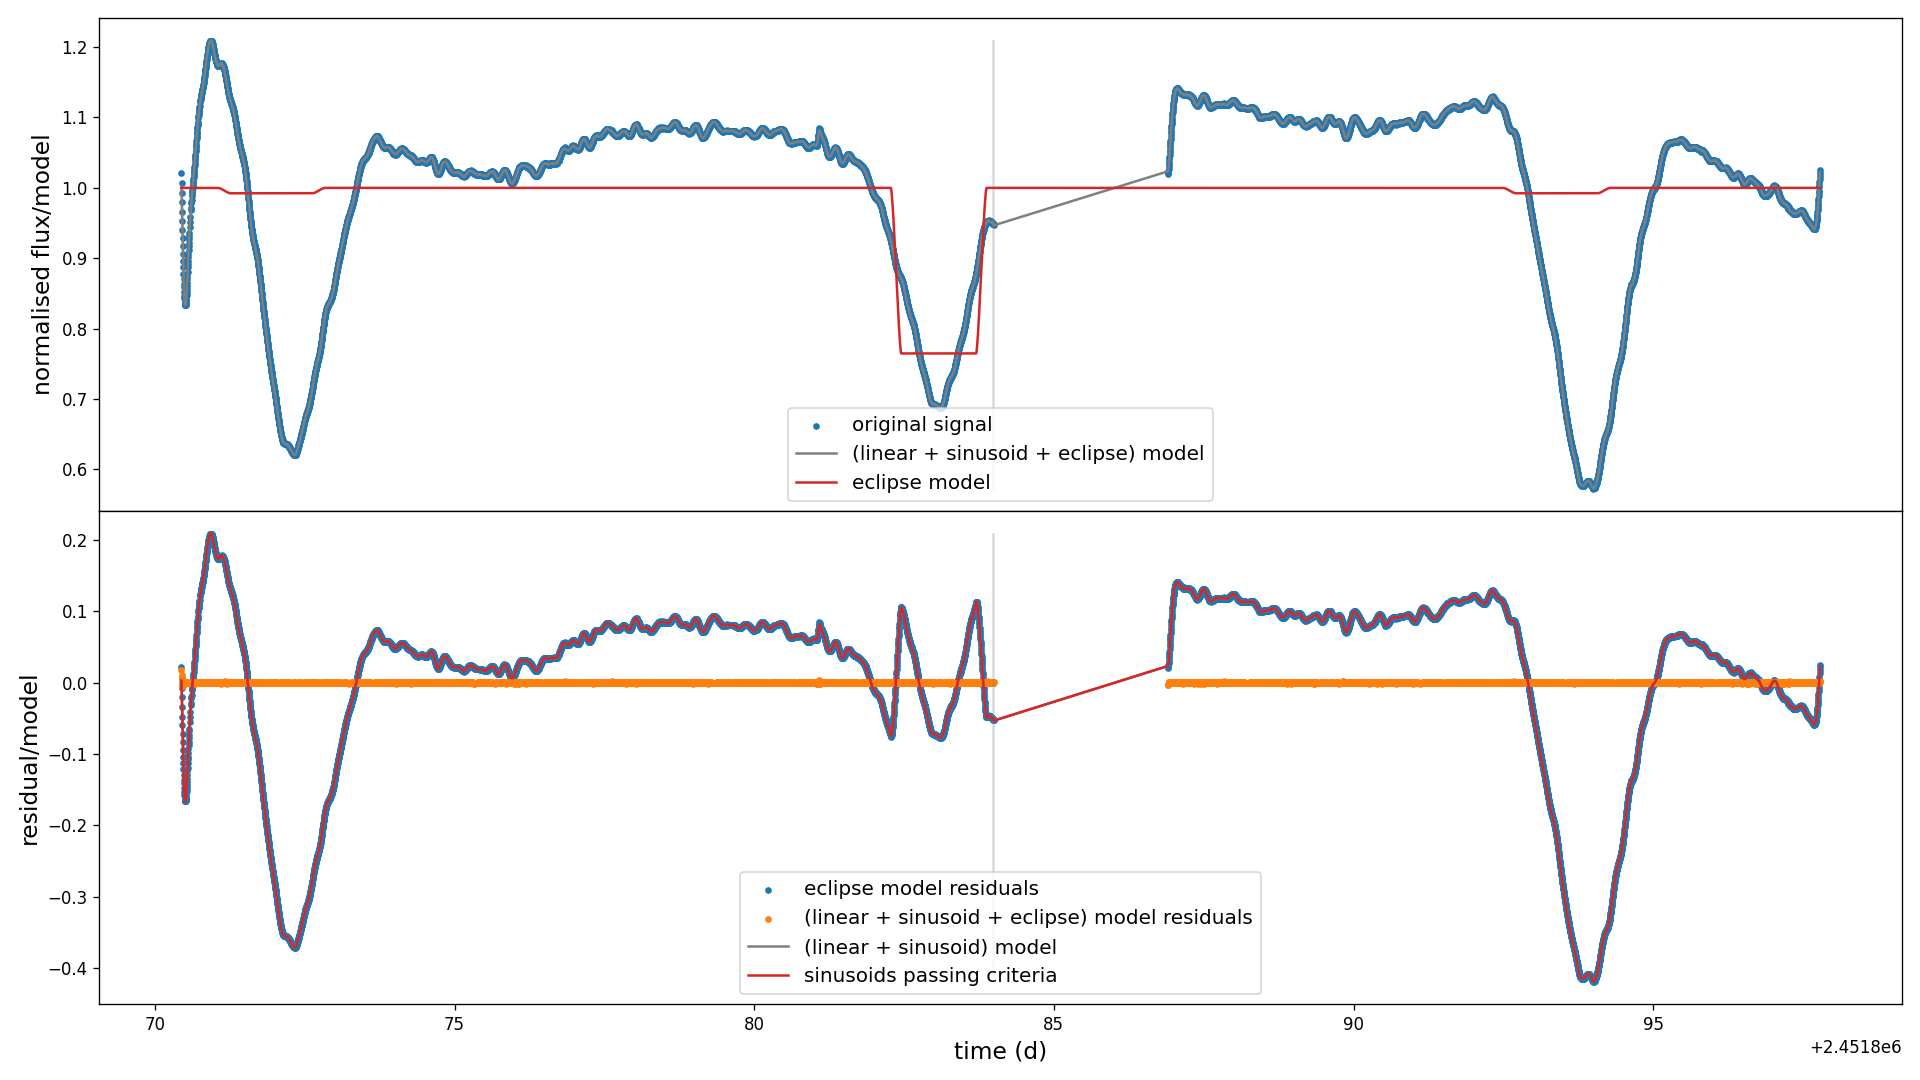 normalised flux/model
1.2
1.1
1.0
0.9
0.8
0.7
0.6
original signal
(linear + sinusoid + eclipse) model
eclipse model
residual/model
0.2
0.1
0.0
−0.1
−0.2
−0.3
−0.4
eclipse model residuals
(linear + sinusoid + eclipse) model residuals
(linear + sinusoid) model
sinusoids passing criteria
70 75 80 85 90 95
time (d)
+2.4518e6